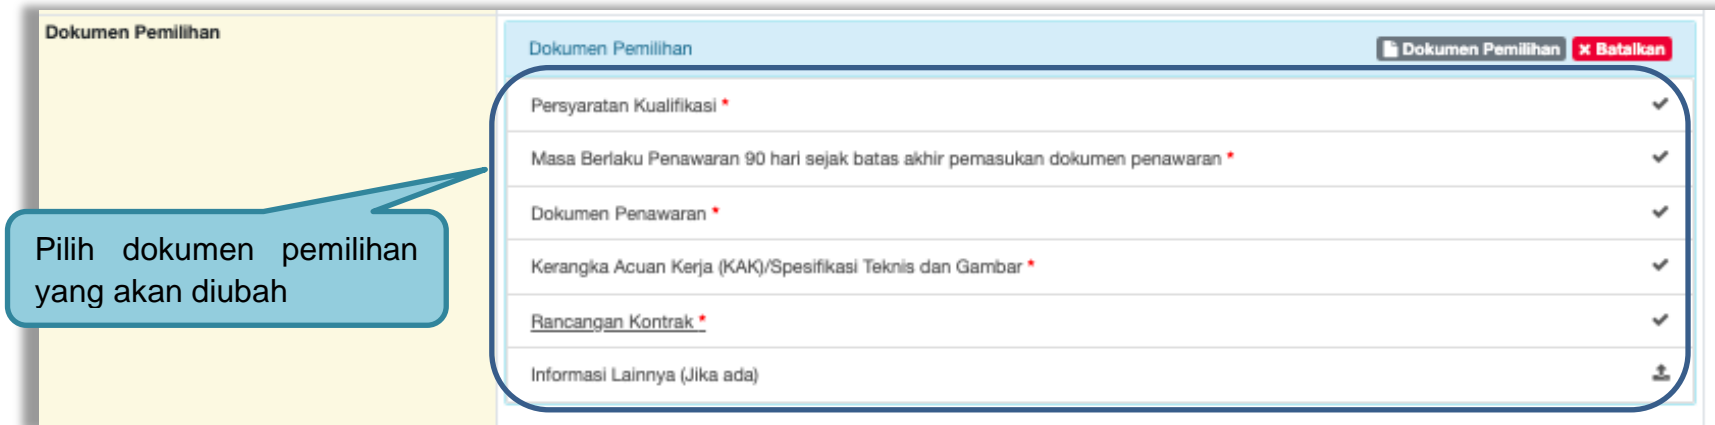 Dokumen Pemilihan
Dokumen Pemilihan Dokumen Pemilihan Batalkan
Persyaratan Kualifikasi *
Masa Berlaku Penawaran 90 hari sejak batas akhir pemasukan dokumen penawaran *
Dokumen Penawaran *
Kerangka Acuan Kerja (KAK)/Spesifikasi Teknis dan Gambar *
Rancangan Kontrak *
Informasi Lainnya (Jika ada)
Pilih dokumen pemilihan
yang akan diubah